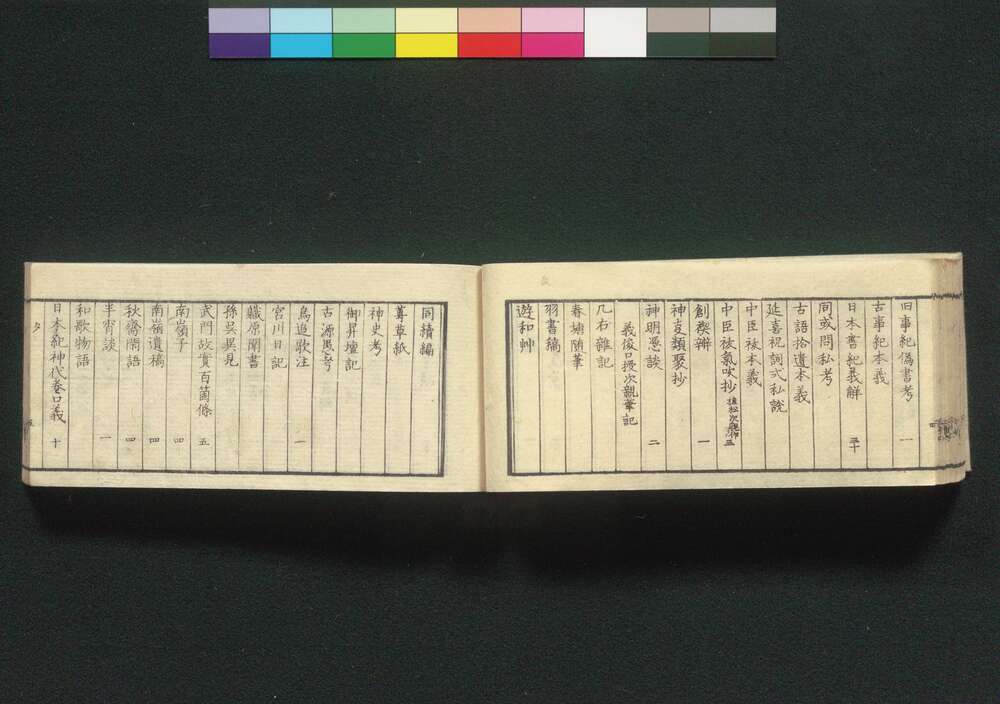 旧事紀偽書考 一
古事紀本義
日本書紀義解 三十
同或問私考
古語拾遺本義
延喜祝詞式私説
中臣祓本義
中臣祓氣吹抄 三
創禊辨 一
神支類聚抄
神明憑談 二
義俊口授次親筆記
几右雜記
春塘随筆
羽書稿
遊和艸
同續編
葺草紙
神史考
御昇壇記
古源愚考
鳥追歌注 一
宮川日記
職原聞書
孫呉異見
武門故實百箇條 五
南嶺子 四
南嶺遺稿 四
秋齋閑語 四
半宵談 一
和歌物語
日本紀神代巻口義 十